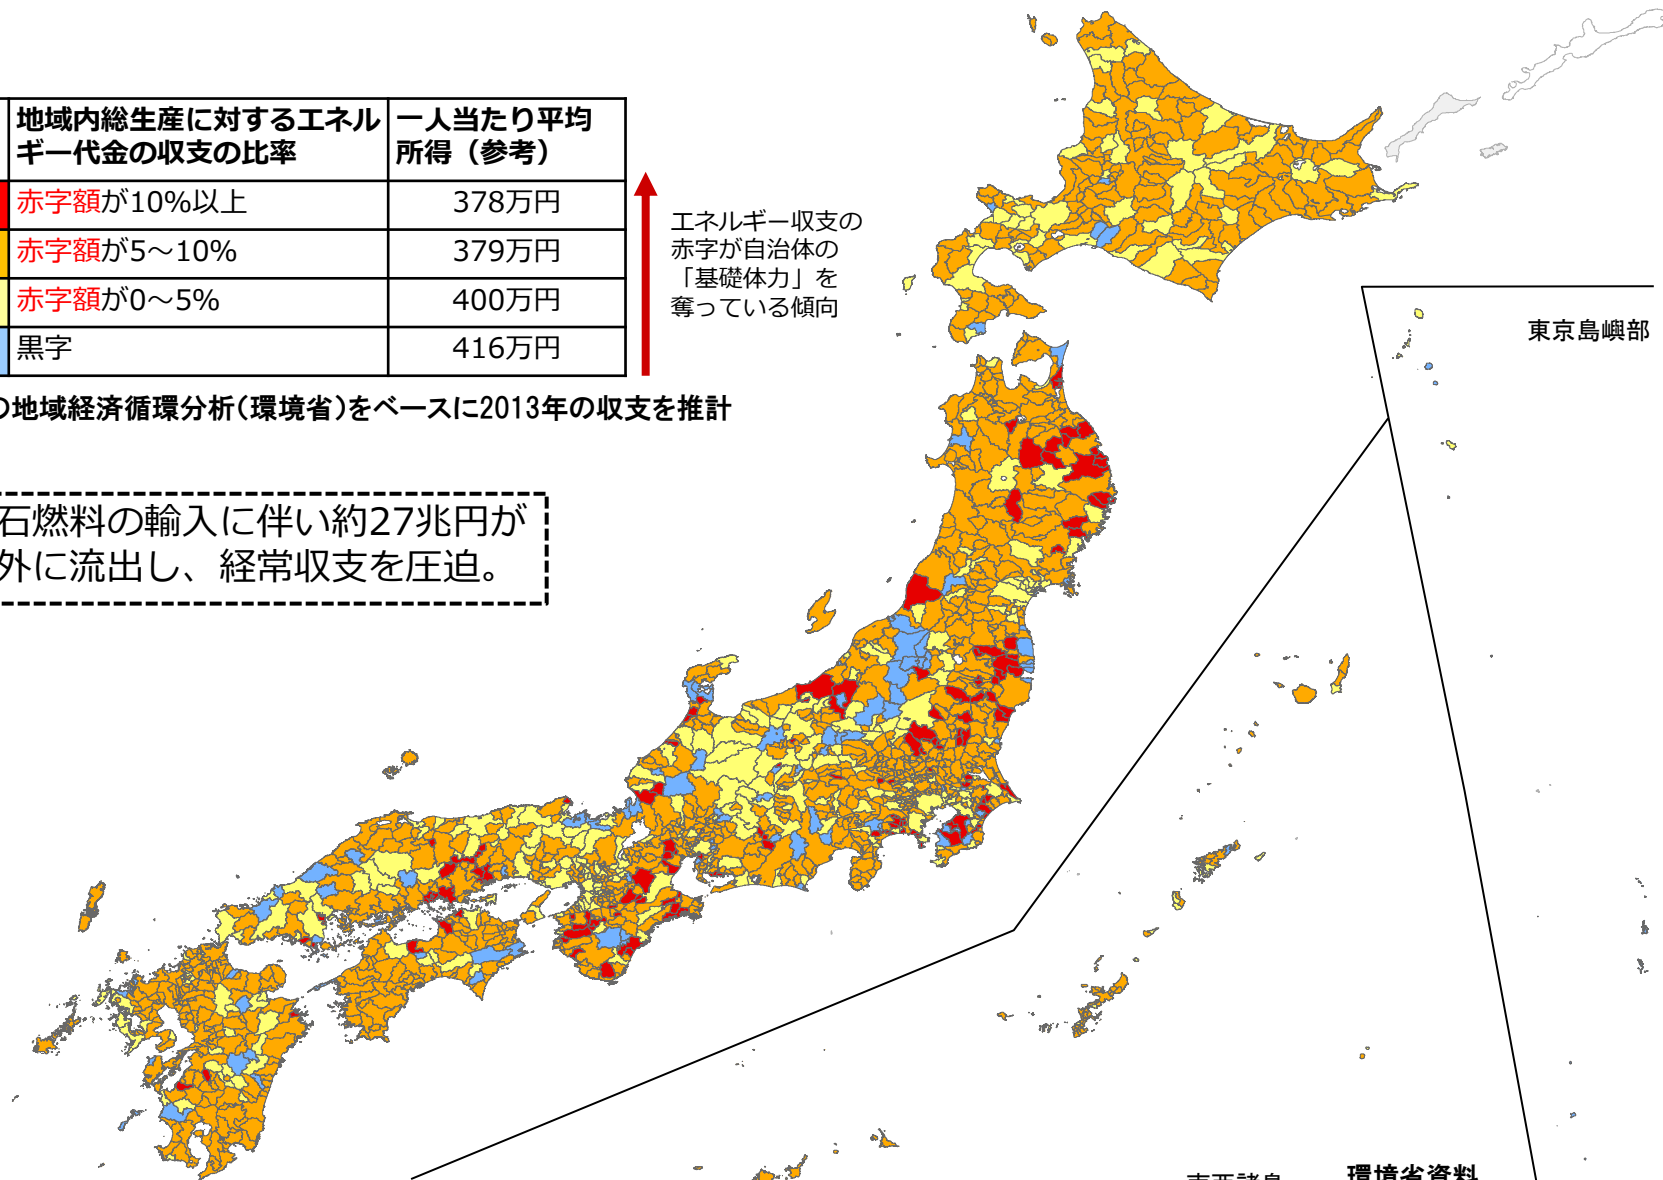 地域内総生産に対するエネル
ギー代金の収支の比率
一人当たり平均
所得（参考）
赤字額が10%以上
378万円
赤字額が5～10%
379万円
赤字額が0～5%
400万円
黒字
416万円
エネルギー収支の
赤字が自治体の
「基礎体力」を
奪っている傾向
の地域経済循環分析(環境省)をベースに2013年の収支を推計
石燃料の輸入に伴い約27兆円が
外に流出し、経常収支を圧迫。
東京島嶼部
南西諸島
環境省資料